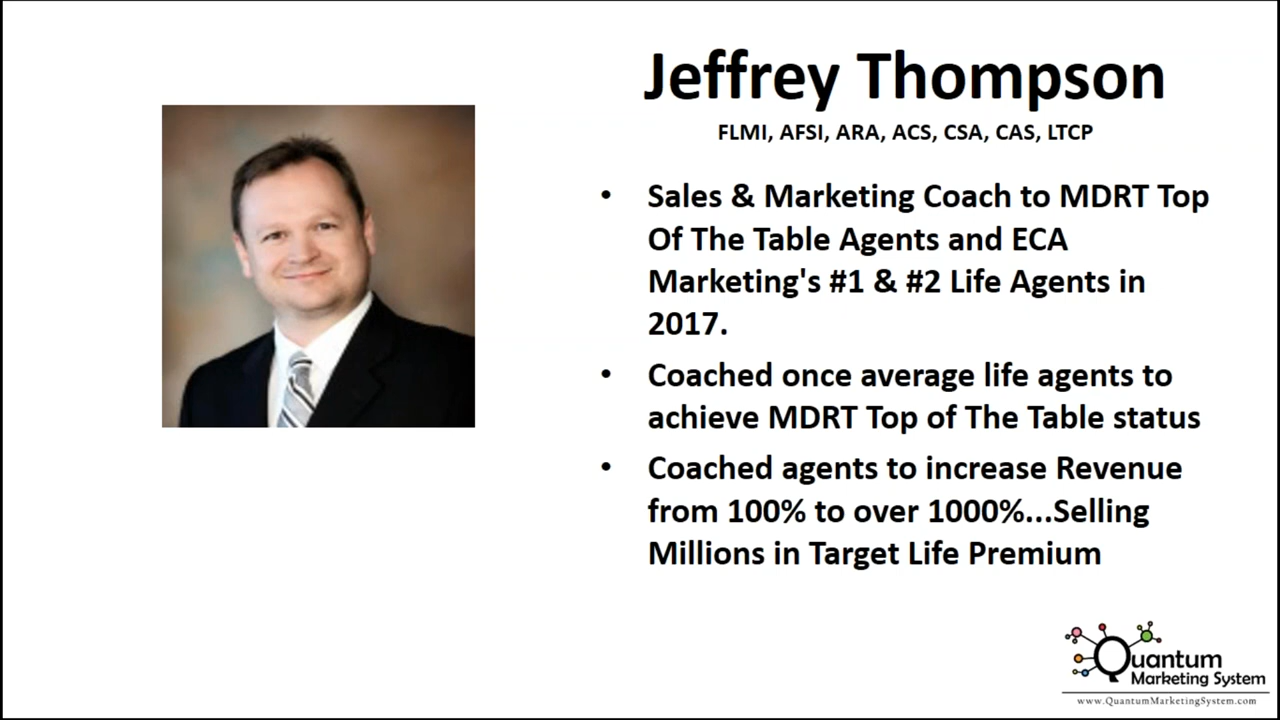 Jeffrey Thompson
FLMI, AFSI, ARA, ACS, CSA, CAS, LTCP
• Sales & Marketing Coach to MDRT Top
Of The Table Agents and ECA
Marketing's #1 & #2 Life Agents in
2017.
• Coached once average life agents to
achieve MDRT Top of The Table status
• Coached agents to increase Revenue
from 100% to over 1000%...Selling
Millions in Target Life Premium
Quantum
Marketing System
www.QuantumMarketingSystem.com